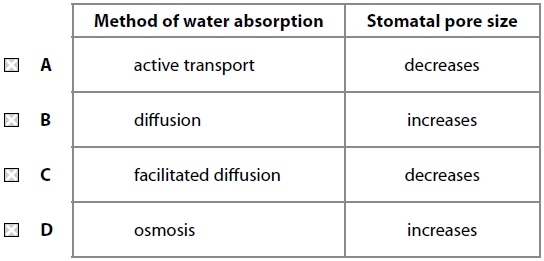 Method of water absorption Stomatal pore size
A active transport decreases
B diffusion increases
C facilitated diffusion decreases
D osmosis increases